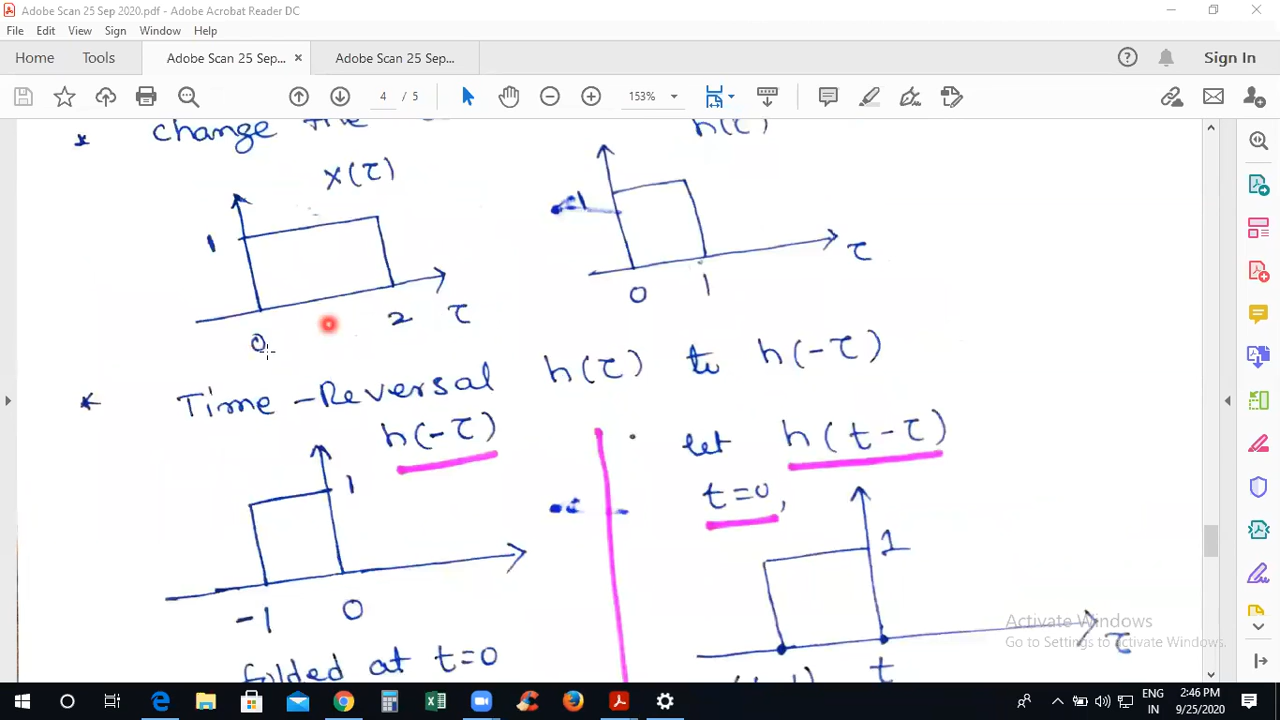 Adobe Scan 25 Sep 2020.pdf - Adobe Acrobat Reader DC
File Edit View Sign Window Help
Home Tools Adobe Scan 25 Sep... × Adobe Scan 25 Sep... Sign In
4 / 5 153%
* change the
h(τ)
x(τ)
1
0 2 τ
1
0 1 τ
* Time-Reversal h(τ) to h(-τ)
h(-τ)
1
-1 0
folded at t=0
let h(t-τ)
t=0,
1
t τ
Activate Windows
Go to Settings to activate Windows.
ENG
IN
2:46 PM
9/25/2020